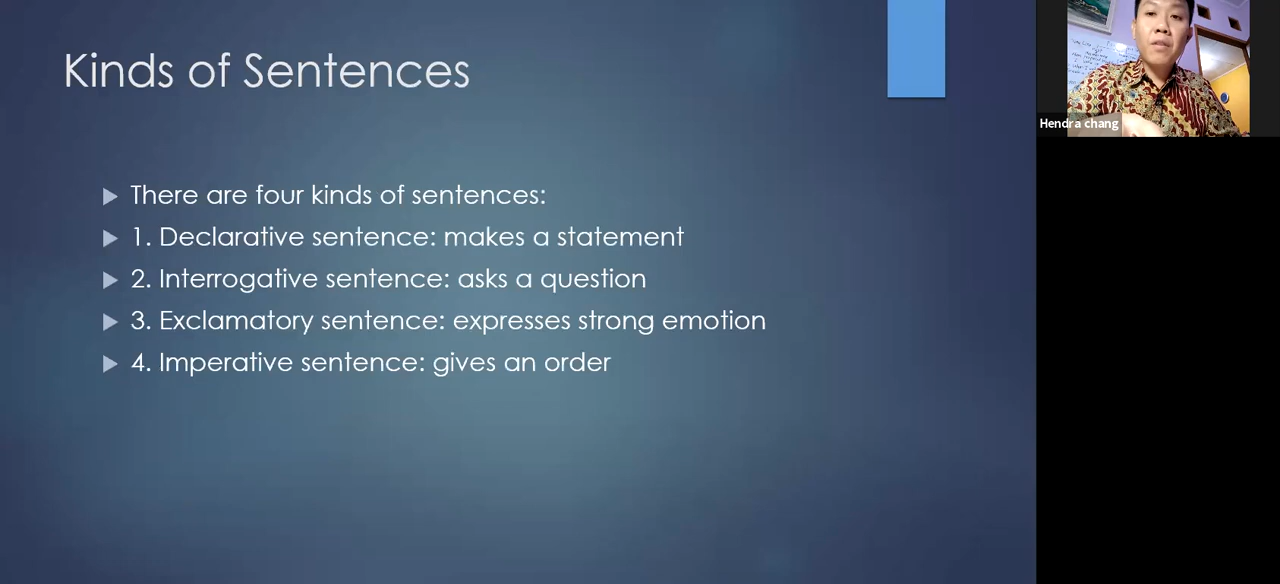 Kinds of Sentences
There are four kinds of sentences:
1. Declarative sentence: makes a statement
2. Interrogative sentence: asks a question
3. Exclamatory sentence: expresses strong emotion
4. Imperative sentence: gives an order
Hendra chang